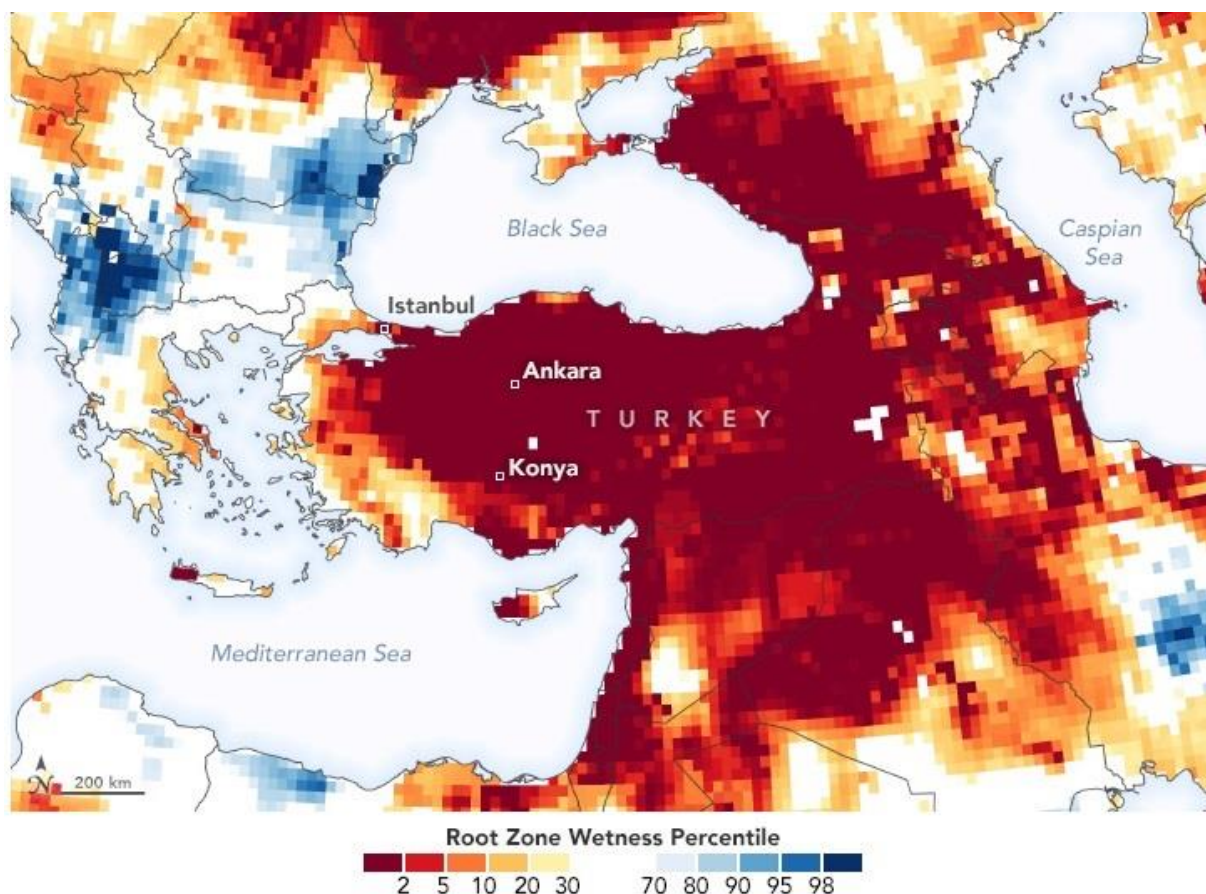 Black Sea
Caspian
Sea
Istanbul
Ankara
TURKEY
Konya
Mediterranean Sea
N
200 km
Root Zone Wetness Percentile
2 5 10 20 30 70 80 90 95 98